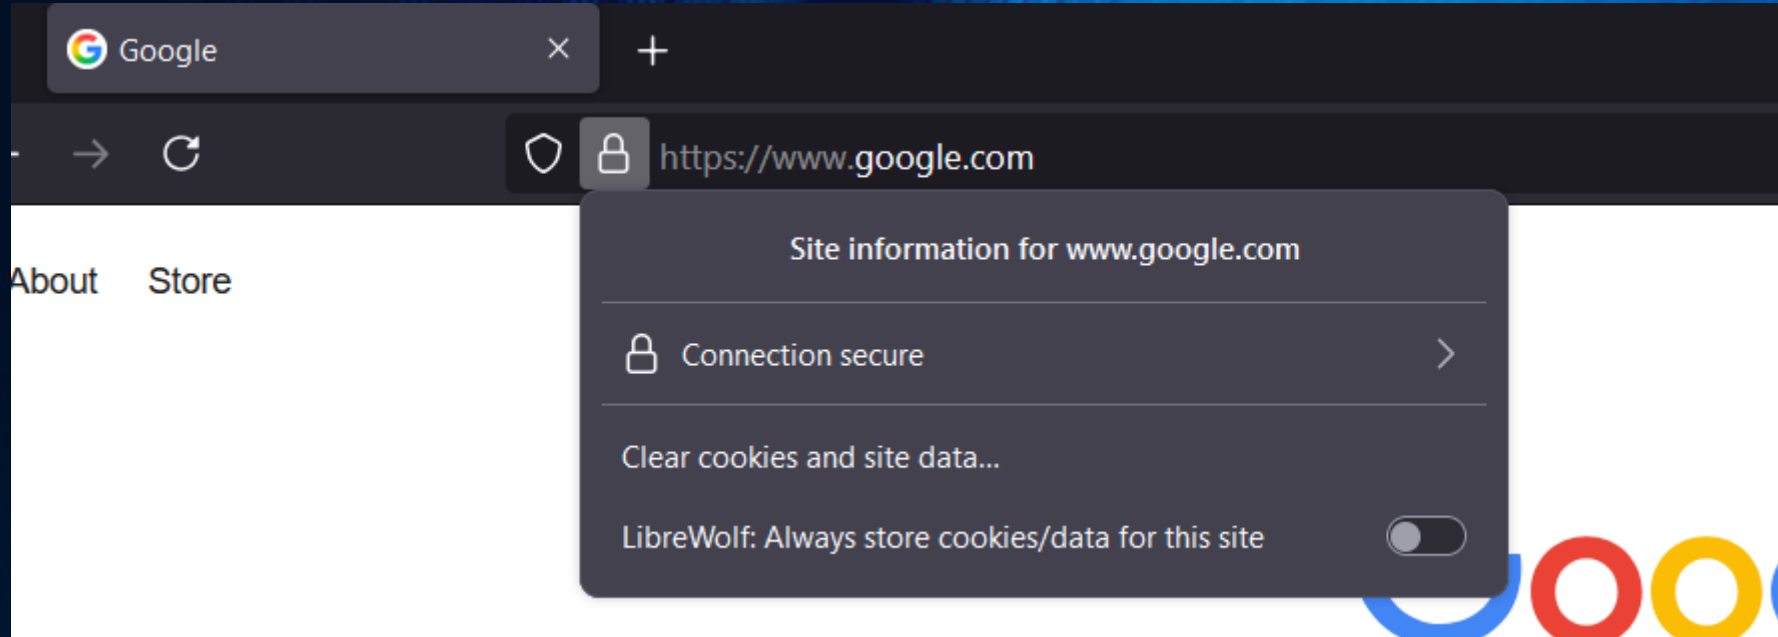 Google
https://www.google.com
Site information for www.google.com
About Store
Connection secure
Clear cookies and site data...
LibreWolf: Always store cookies/data for this site